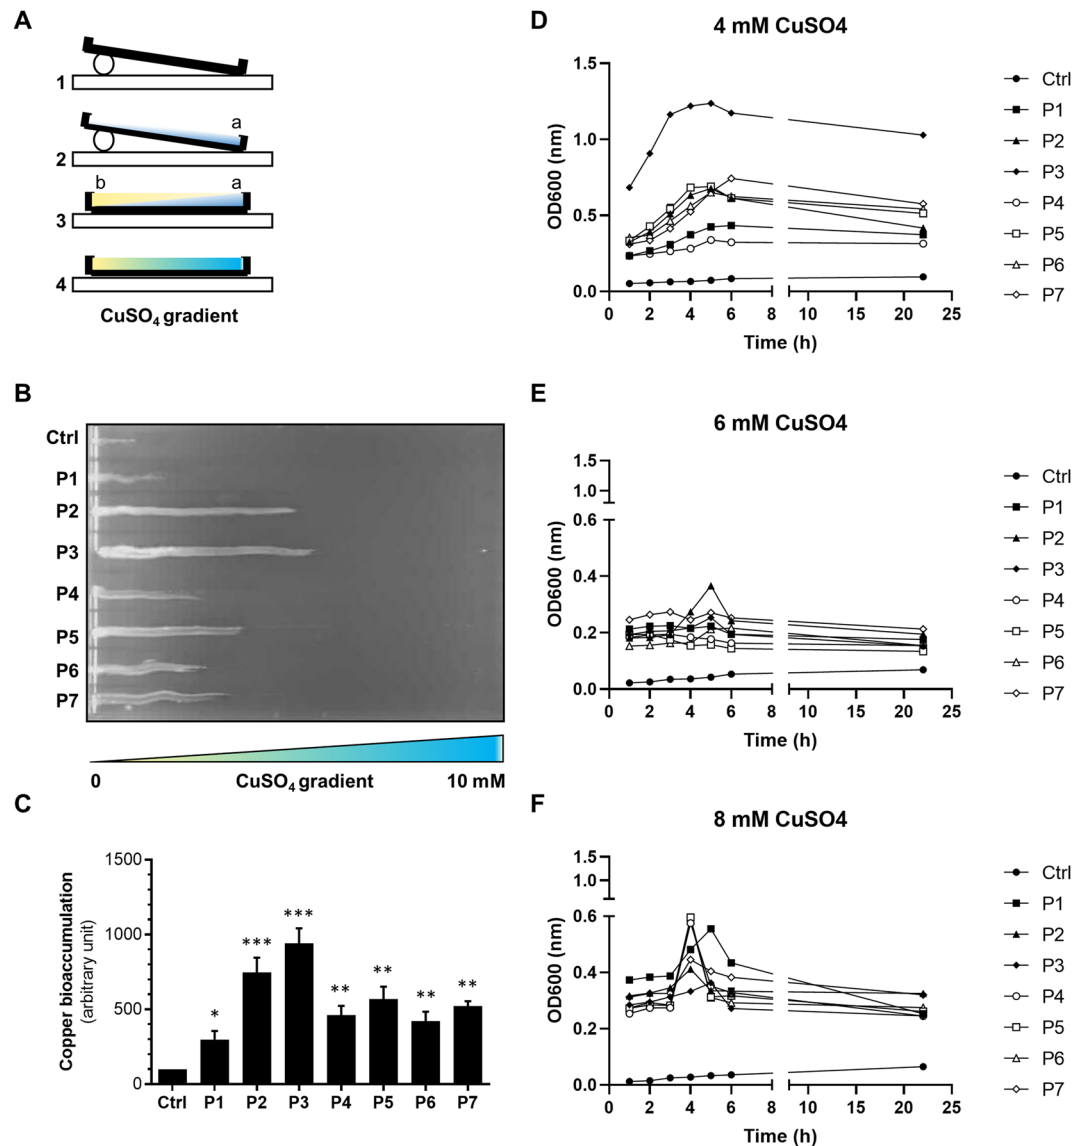 A
1
a
2
b a
3
4
CuSO4 gradient
B
Ctrl
P1
P2
P3
P4
P5
P6
P7
0 CuSO4 gradient 10 mM
C
Copper bioaccumulation
(arbitrary unit)
1500
1000
500
0
* *** *** ** ** ** **
Ctrl P1 P2 P3 P4 P5 P6 P7
D
4 mM CuSO4
OD600 (nm)
1.5
1.0
0.5
0.0
0 2 4 6 8 10 15 20 25
Time (h)
Ctrl
P1
P2
P3
P4
P5
P6
P7
E
6 mM CuSO4
OD600 (nm)
1.5
1.0
0.6
0.4
0.2
0.0
0 2 4 6 8 10 15 20 25
Time (h)
Ctrl
P1
P2
P3
P4
P5
P6
P7
F
8 mM CuSO4
OD600 (nm)
1.5
1.0
0.6
0.4
0.2
0.0
0 2 4 6 8 10 15 20 25
Time (h)
Ctrl
P1
P2
P3
P4
P5
P6
P7